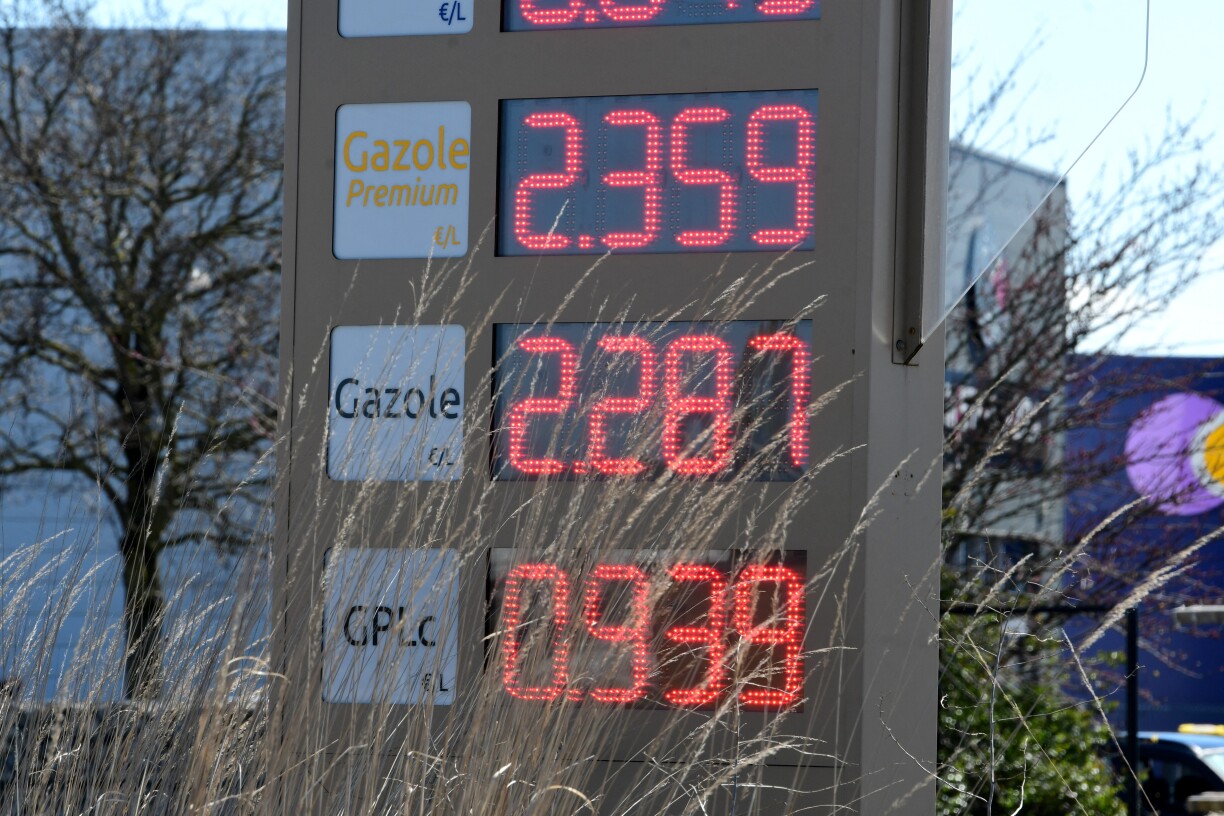 €/L
Gazole 2.359
Premium
€/L
Gazole 2.287
€/L
GPLc 0.939
€/L